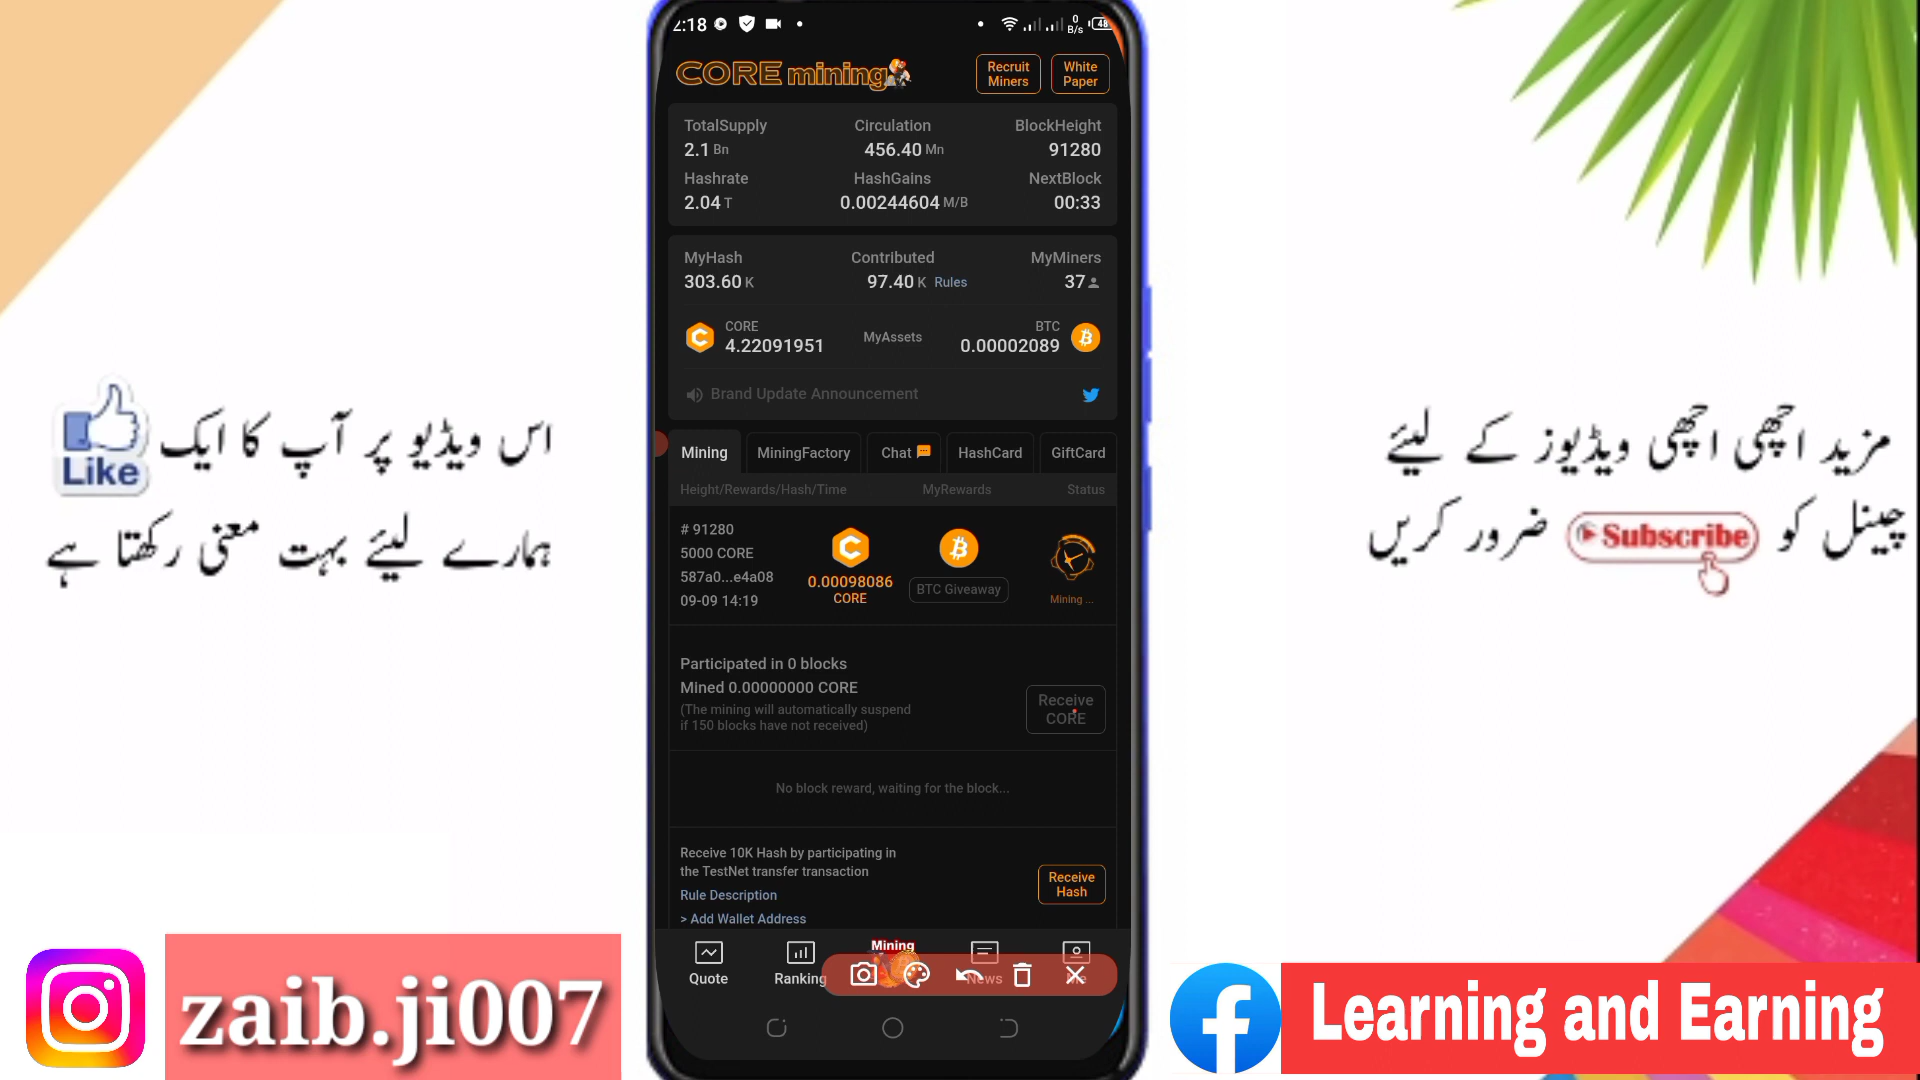 2:18
0 B/s
48
CORE mining
Recruit Miners
White Paper
TotalSupply Circulation BlockHeight
2.1 Bn 456.40 Mn 91280
Hashrate HashGains NextBlock
2.04 T 0.00244604 M/B 00:33
MyHash Contributed MyMiners
303.60 K 97.40 K Rules 37
CORE MyAssets BTC
4.22091951 0.00002089
Brand Update Announcement
Mining MiningFactory Chat HashCard GiftCard
Height/Rewards/Hash/Time MyRewards Status
# 91280
5000 CORE
587a0...e4a08
09-09 14:19
0.00098086
CORE
BTC Giveaway
Mining ...
Participated in 0 blocks
Mined 0.00000000 CORE
(The mining will automatically suspend
if 150 blocks have not received)
Receive
CORE
No block reward, waiting for the block...
Receive 10K Hash by participating in
the TestNet transfer transaction
Rule Description
> Add Wallet Address
Receive
Hash
Quote Ranking Mining News Me
اس ویڈیو پر آپ کا ایک Like
ہمارے لیئے بہت معنی رکھتا ہے
مزید اچھی اچھی ویڈیوز کے لیئے
چینل کو Subscribe ضرور کریں
zaib.ji007
Learning and Earning